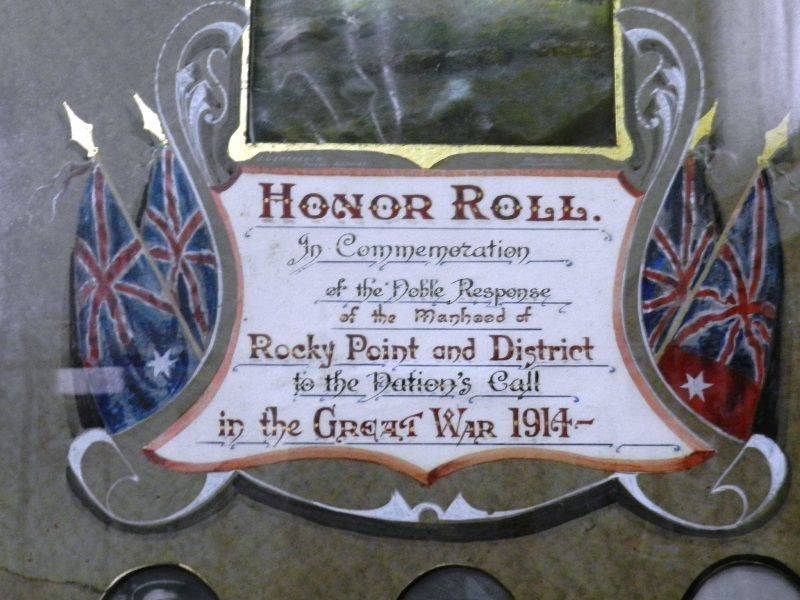 HONOR ROLL.
In Commemoration
of the Noble Response
of the Manhood of
Rocky Point and District
to the Nation's Call
in the GREAT WAR 1914-